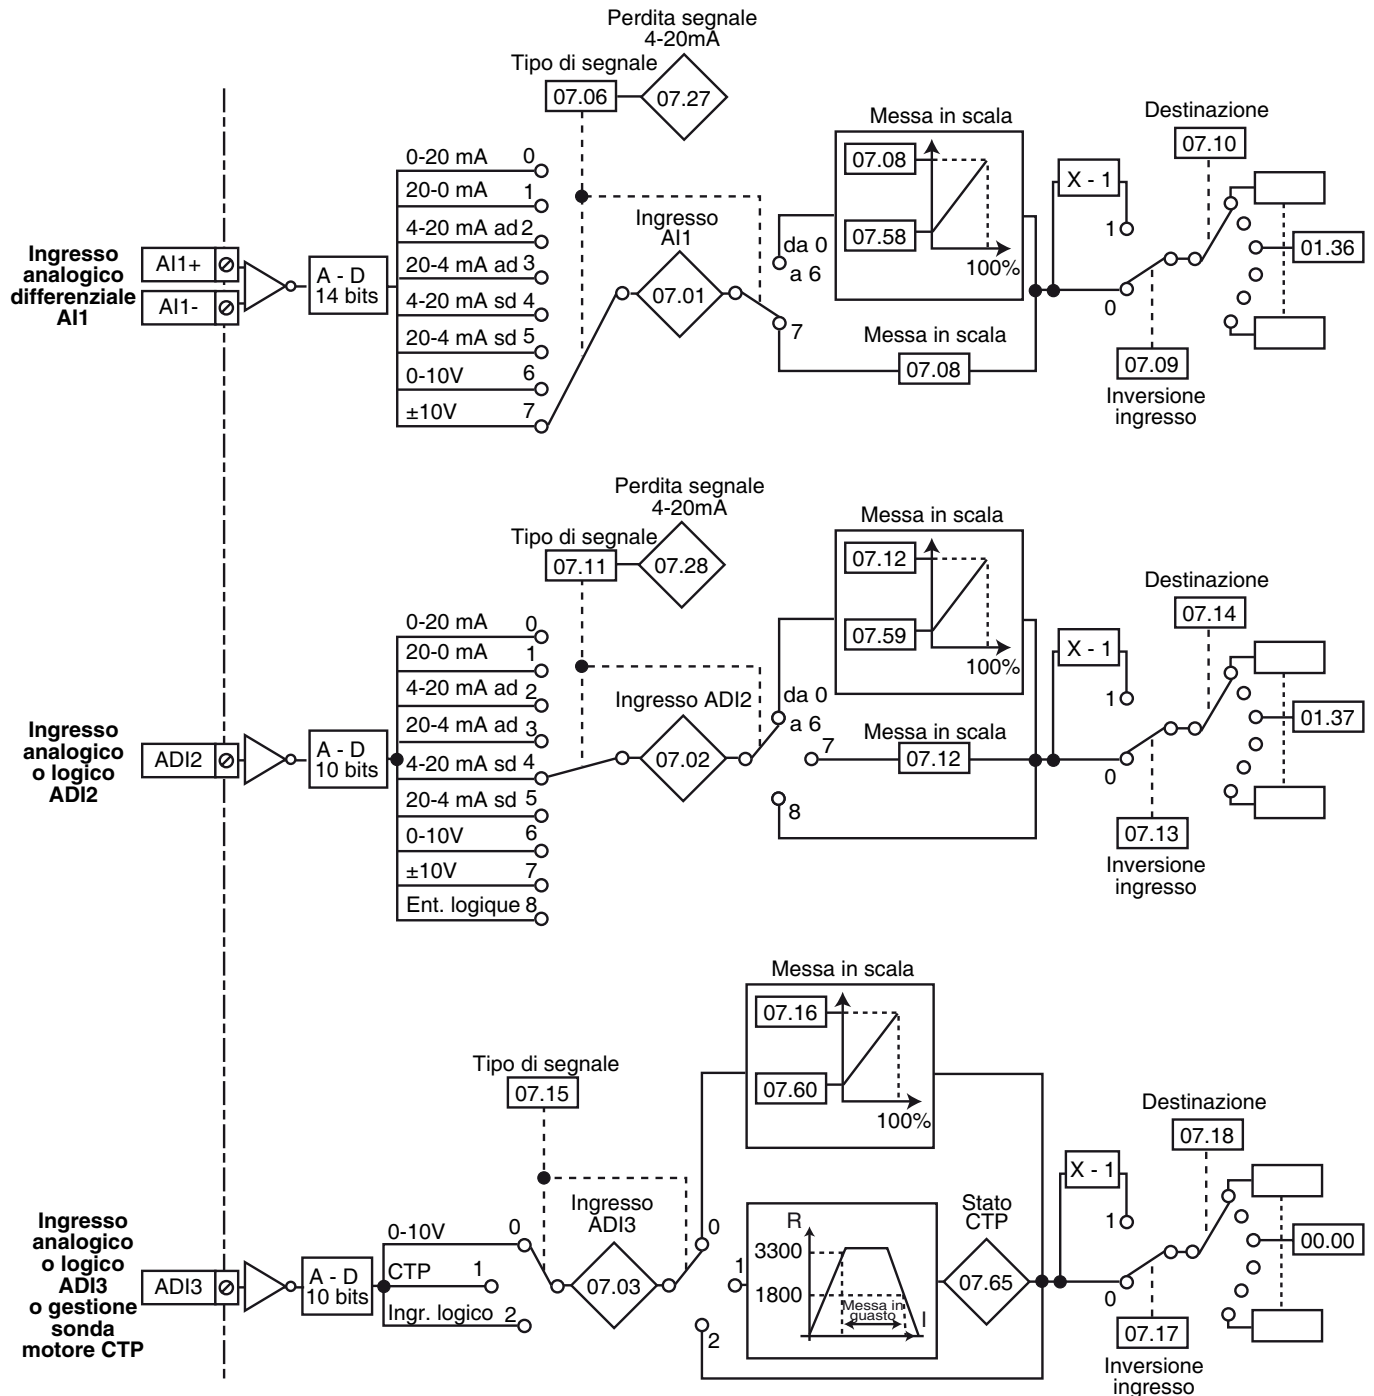 Perdita segnale
4-20mA
Tipo di segnale
07.06
07.27
Messa in scala
Destinazione
07.10
0-20 mA 0
20-0 mA 1
4-20 mA ad 2
20-4 mA ad 3
4-20 mA sd 4
20-4 mA sd 5
0-10V 6
±10V 7
Ingresso
analogico
differenziale
AI1
AI1+
AI1-
A - D
14 bits
Ingresso
AI1
07.01
da 0
a 6
7
07.08
07.58
100%
Messa in scala
07.08
X - 1
1
0
01.36
07.09
Inversione
ingresso
Perdita segnale
4-20mA
Tipo di segnale
07.11
07.28
Messa in scala
Destinazione
07.14
0-20 mA 0
20-0 mA 1
4-20 mA ad 2
20-4 mA ad 3
4-20 mA sd 4
20-4 mA sd 5
0-10V 6
±10V 7
Ent. logique 8
Ingresso
analogico
o logico
ADI2
ADI2
A - D
10 bits
Ingresso ADI2
07.02
da 0
a 6
7
8
07.12
07.59
100%
Messa in scala
07.12
X - 1
1
0
01.37
07.13
Inversione
ingresso
Messa in scala
07.16
07.60
100%
Tipo di segnale
07.15
Destinazione
07.18
Ingresso
analogico
o logico
ADI3
o gestione
sonda
motore CTP
ADI3
A - D
10 bits
0-10V 0
CTP 1
Ingr. logico 2
Ingresso
ADI3
07.03
0
1
2
R
3300
1800
Messa in
guasto
I
Stato
CTP
07.65
X - 1
1
0
00.00
07.17
Inversione
ingresso